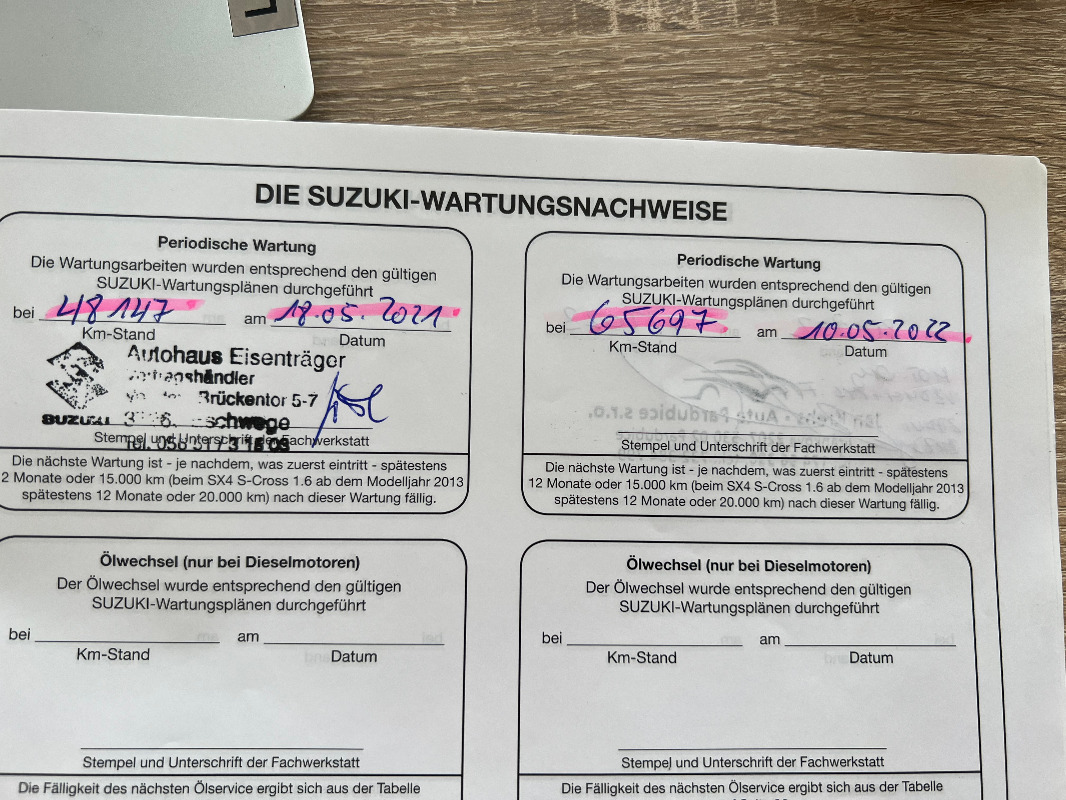 DIE SUZUKI-WARTUNGSNACHWEISE
Periodische Wartung
Die Wartungsarbeiten wurden entsprechend den gültigen
SUZUKI-Wartungsplänen durchgeführt
bei 48147 am 18.05.2021
Km-Stand Datum
Autohaus Eisenträger
Brückentor 5-7
SUZUKI
Stempel und Unterschrift der Fachwerkstatt
Die nächste Wartung ist - je nachdem, was zuerst eintritt - spätestens
2 Monate oder 15.000 km (beim SX4 S-Cross 1.6 ab dem Modelljahr 2013
spätestens 12 Monate oder 20.000 km) nach dieser Wartung fällig.
Ölwechsel (nur bei Dieselmotoren)
Der Ölwechsel wurde entsprechend den gültigen
SUZUKI-Wartungsplänen durchgeführt
bei am
Km-Stand Datum
Stempel und Unterschrift der Fachwerkstatt
Die Fälligkeit des nächsten Ölservice ergibt sich aus der Tabelle
Periodische Wartung
Die Wartungsarbeiten wurden entsprechend den gültigen
SUZUKI-Wartungsplänen durchgeführt
bei 65697 am 10.05.2022
Km-Stand Datum
Stempel und Unterschrift der Fachwerkstatt
Die nächste Wartung ist - je nachdem, was zuerst eintritt - spätestens
12 Monate oder 15.000 km (beim SX4 S-Cross 1.6 ab dem Modelljahr 2013
spätestens 12 Monate oder 20.000 km) nach dieser Wartung fällig.
Ölwechsel (nur bei Dieselmotoren)
Der Ölwechsel wurde entsprechend den gültigen
SUZUKI-Wartungsplänen durchgeführt
bei am
Km-Stand Datum
Stempel und Unterschrift der Fachwerkstatt
Die Fälligkeit des nächsten Ölservice ergibt sich aus der Tabelle